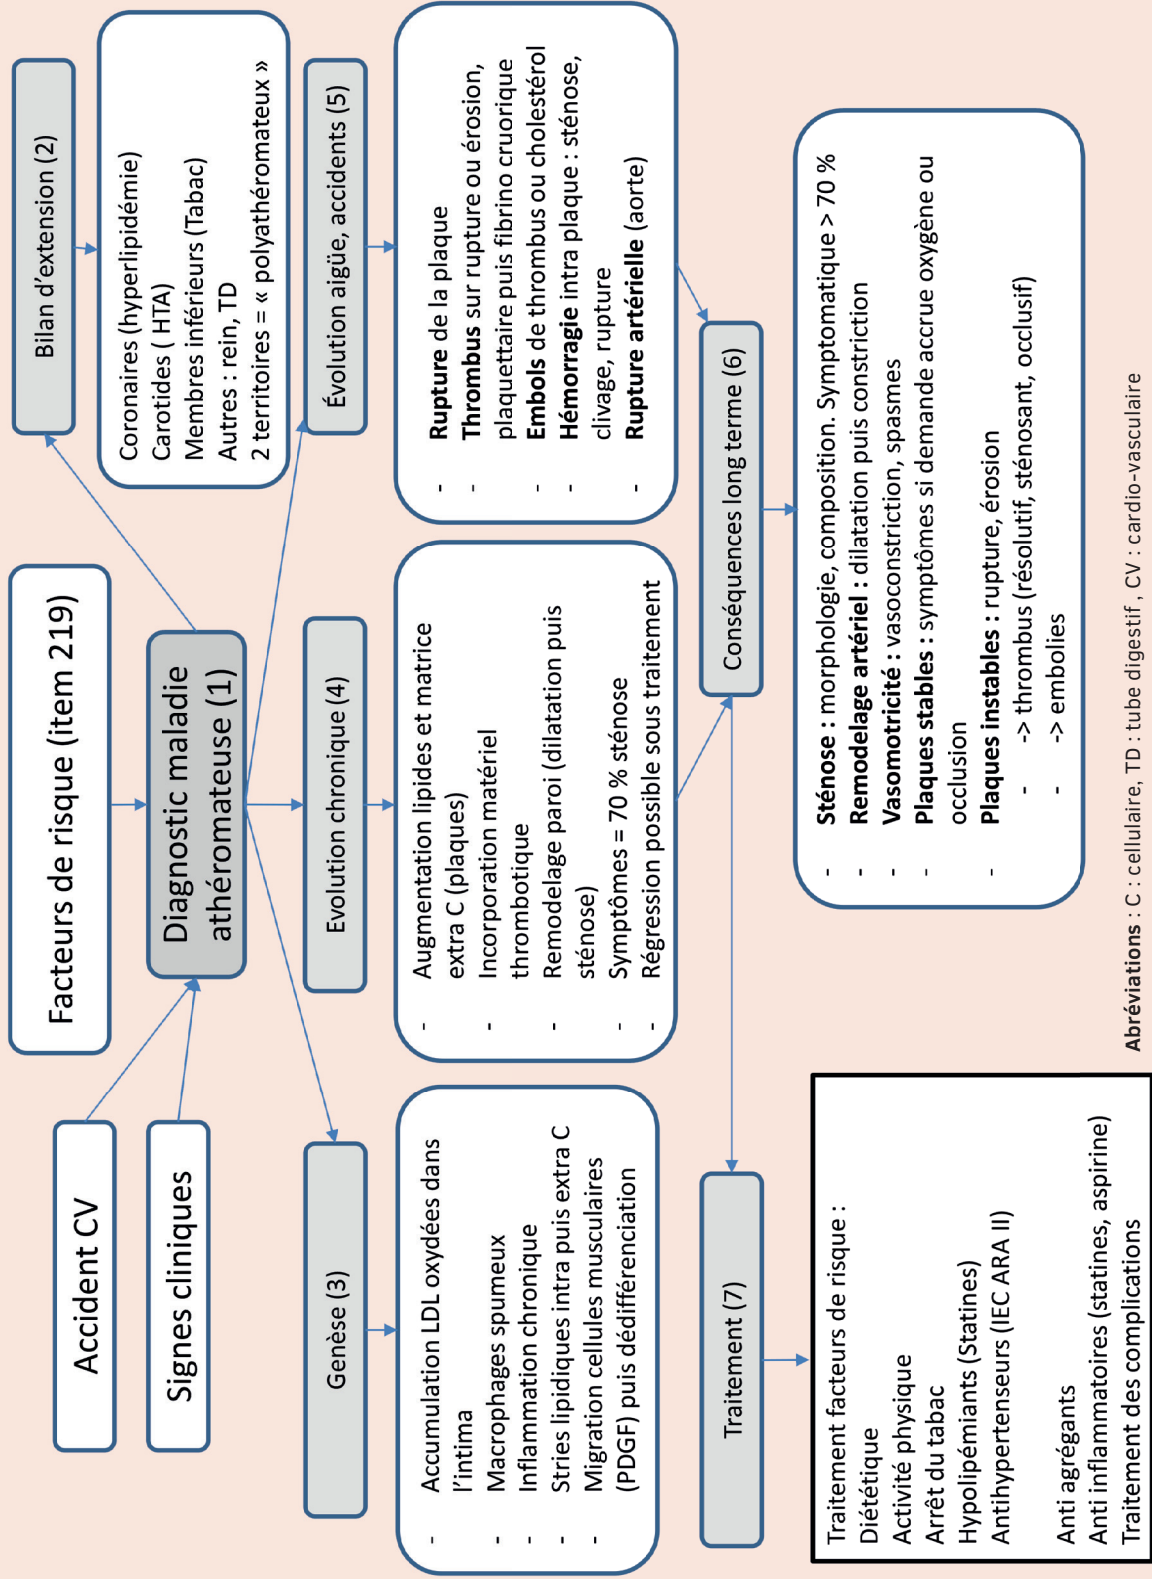 Facteurs de risque (item 219)
Accident CV
Signes cliniques
Diagnostic maladie
athéromateuse (1)
Bilan d'extension (2)
Coronaires (hyperlipidémie)
Carotides ( HTA)
Membres inférieurs (Tabac)
Autres : rein, TD
2 territoires = « polyathéromateux »
Genèse (3)
- Accumulation LDL oxydées dans
l'intima
- Macrophages spumeux
- Inflammation chronique
- Stries lipidiques intra puis extra C
- Migration cellules musculaires
(PDGF) puis dédifférenciation
Evolution chronique (4)
- Augmentation lipides et matrice
extra C (plaques)
- Incorporation matériel
thrombotique
- Remodelage paroi (dilatation puis
sténose)
- Symptômes = 70 % sténose
- Régression possible sous traitement
Évolution aigüe, accidents (5)
- Rupture de la plaque
- Thrombus sur rupture ou érosion,
plaquettaire puis fibrino cruorique
- Embols de thrombus ou cholestérol
- Hémorragie intra plaque : sténose,
clivage, rupture
- Rupture artérielle (aorte)
Traitement (7)
Conséquences long terme (6)
Traitement facteurs de risque :
Diététique
Activité physique
Arrêt du tabac
Hypolipémiants (Statines)
Antihypertenseurs (IEC ARA II)
Anti agrégants
Anti inflammatoires (statines, aspirine)
Traitement des complications
- Sténose : morphologie, composition. Symptomatique > 70 %
- Remodelage artériel : dilatation puis constriction
- Vasomotricité : vasoconstriction, spasmes
- Plaques stables : symptômes si demande accrue oxygène ou
occlusion
- Plaques instables : rupture, érosion
- -> thrombus (résolutif, sténosant, occlusif)
- -> embolies
Abréviations : C : cellulaire, TD : tube digestif , CV : cardio-vasculaire